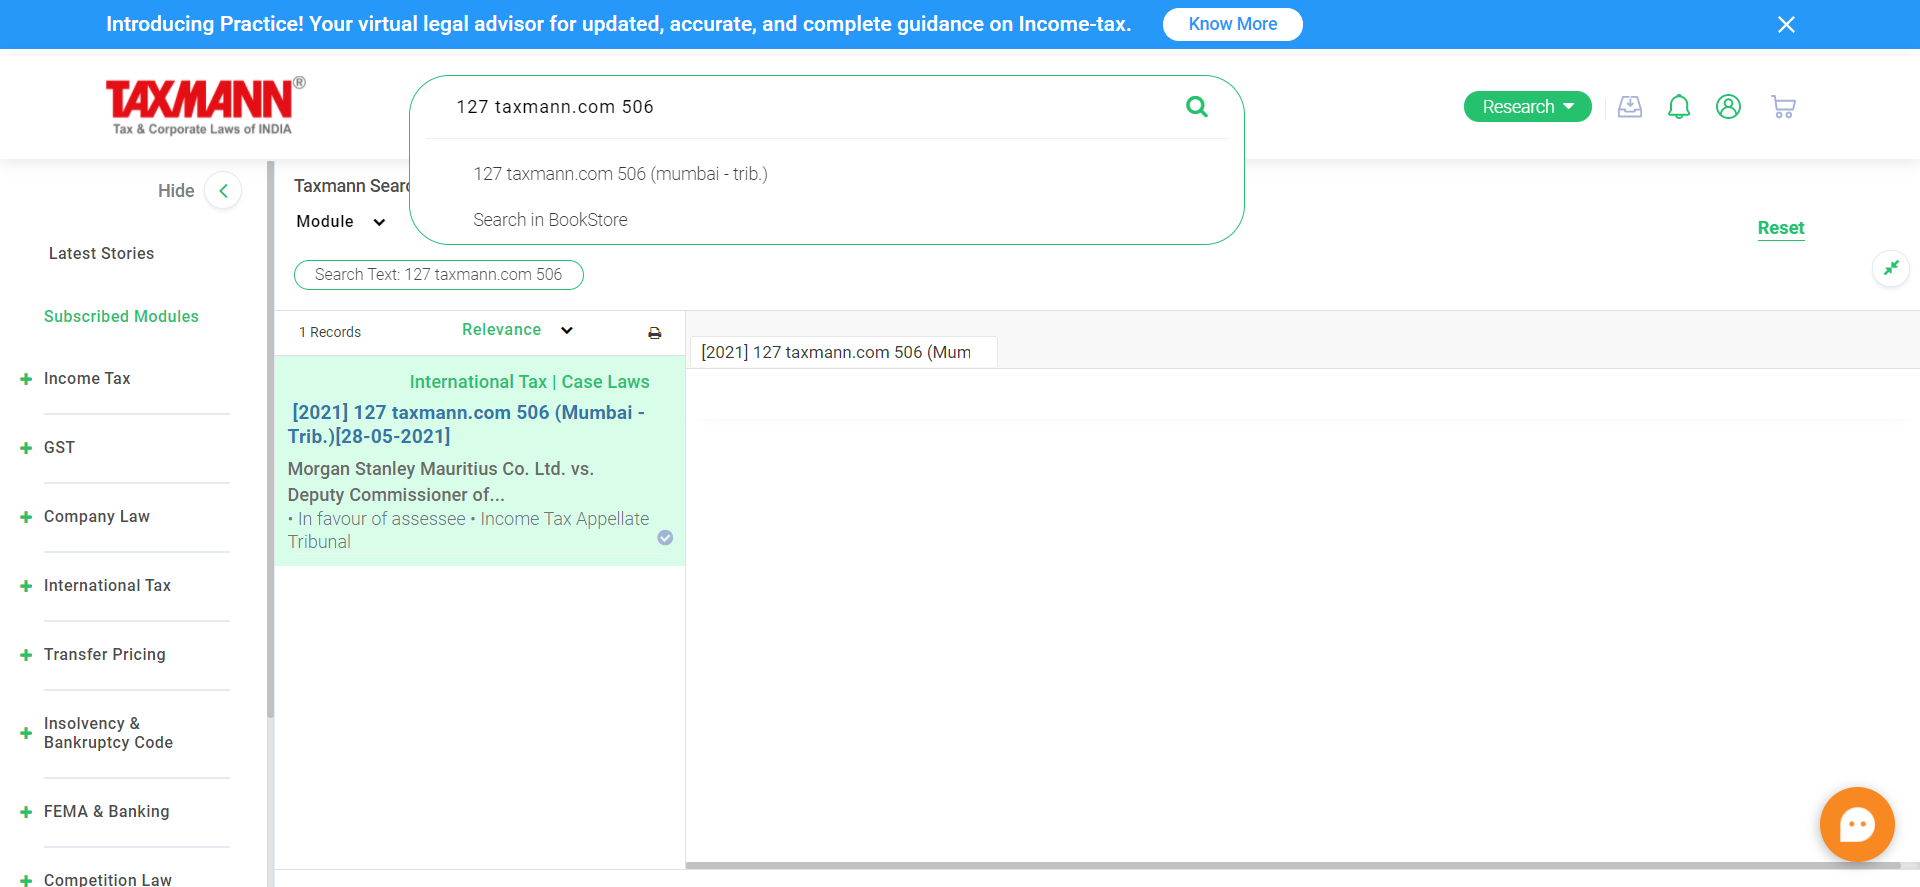 Introducing Practice! Your virtual legal advisor for updated, accurate, and complete guidance on Income-tax.
Know More
TAXMANN®
Tax & Corporate Laws of INDIA
127 taxmann.com 506
Research
127 taxmann.com 506 (mumbai - trib.)
Search in BookStore
Hide
Latest Stories
Subscribed Modules
Income Tax
GST
Company Law
International Tax
Transfer Pricing
Insolvency &
Bankruptcy Code
FEMA & Banking
Competition Law
Taxmann Sear
Module
Reset
Search Text: 127 taxmann.com 506
1 Records
Relevance
International Tax | Case Laws
[2021] 127 taxmann.com 506 (Mumbai -
Trib.)[28-05-2021]
Morgan Stanley Mauritius Co. Ltd. vs.
Deputy Commissioner of...
• In favour of assessee • Income Tax Appellate
Tribunal
[2021] 127 taxmann.com 506 (Mum